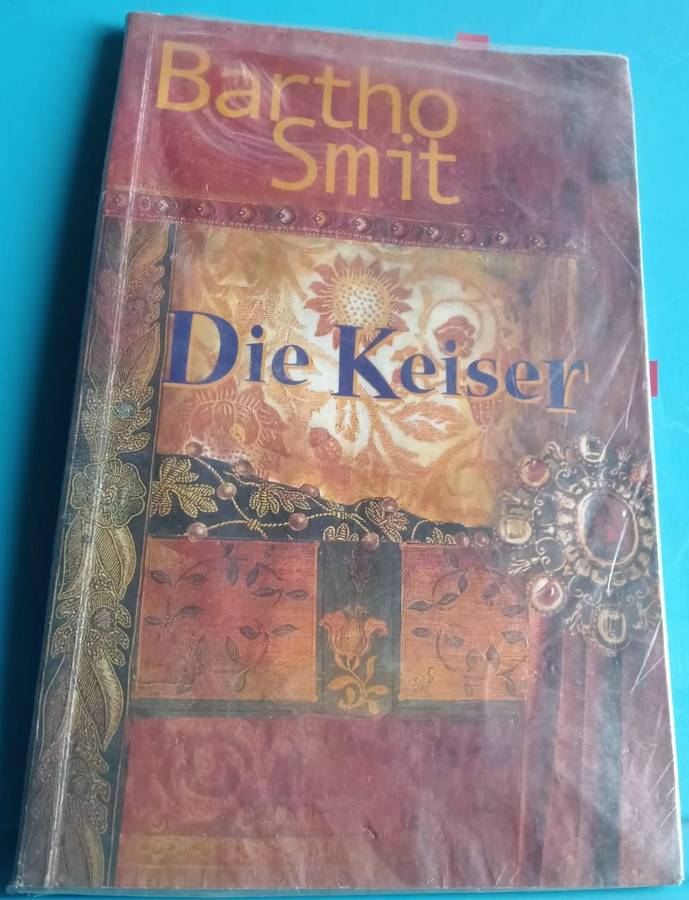 Bartho
Smit
Die Keiser